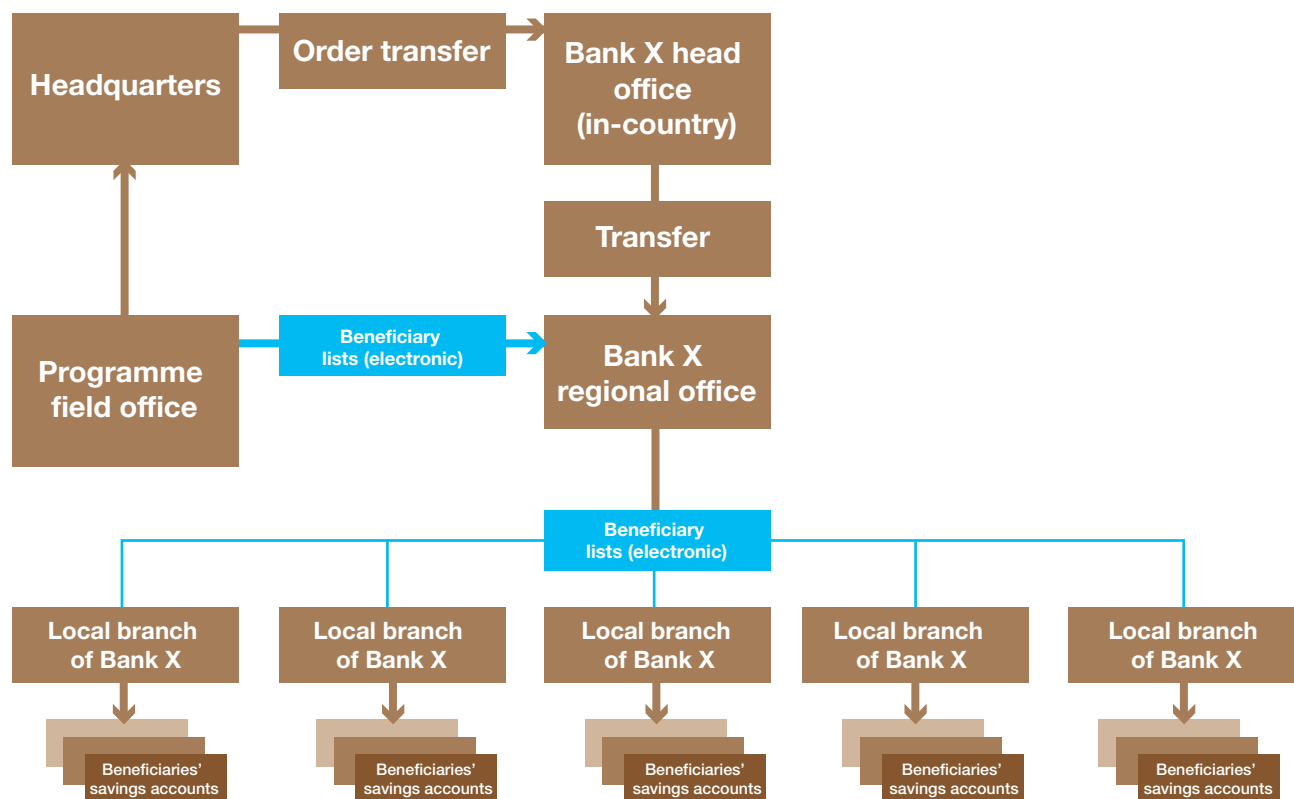 Headquarters
Order transfer
Bank X head
office
(in-country)
Transfer
Programme
field office
Beneficiary
lists (electronic)
Bank X
regional office
Beneficiary
lists (electronic)
Local branch
of Bank X
Local branch
of Bank X
Local branch
of Bank X
Local branch
of Bank X
Local branch
of Bank X
Beneficiaries’
savings accounts
Beneficiaries’
savings accounts
Beneficiaries’
savings accounts
Beneficiaries’
savings accounts
Beneficiaries’
savings accounts